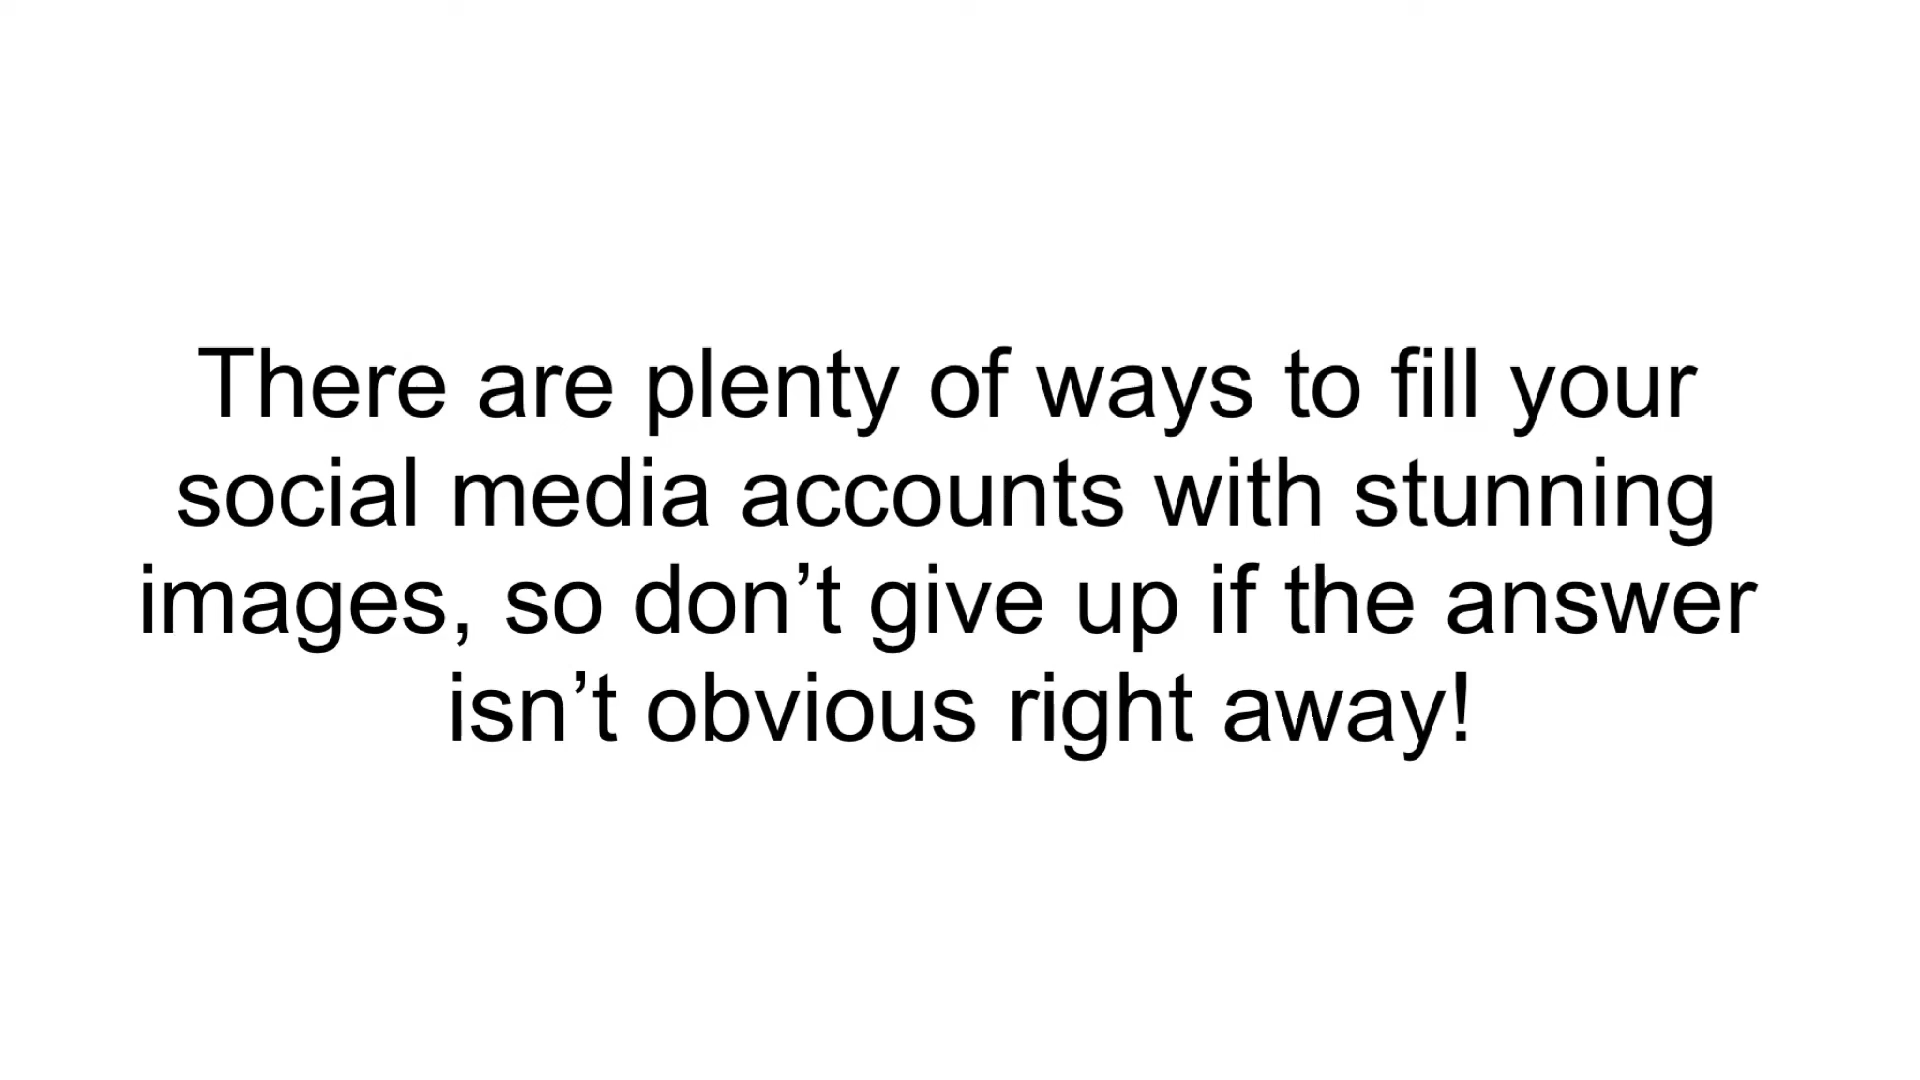 There are plenty of ways to fill your
social media accounts with stunning
images, so don’t give up if the answer
isn’t obvious right away!